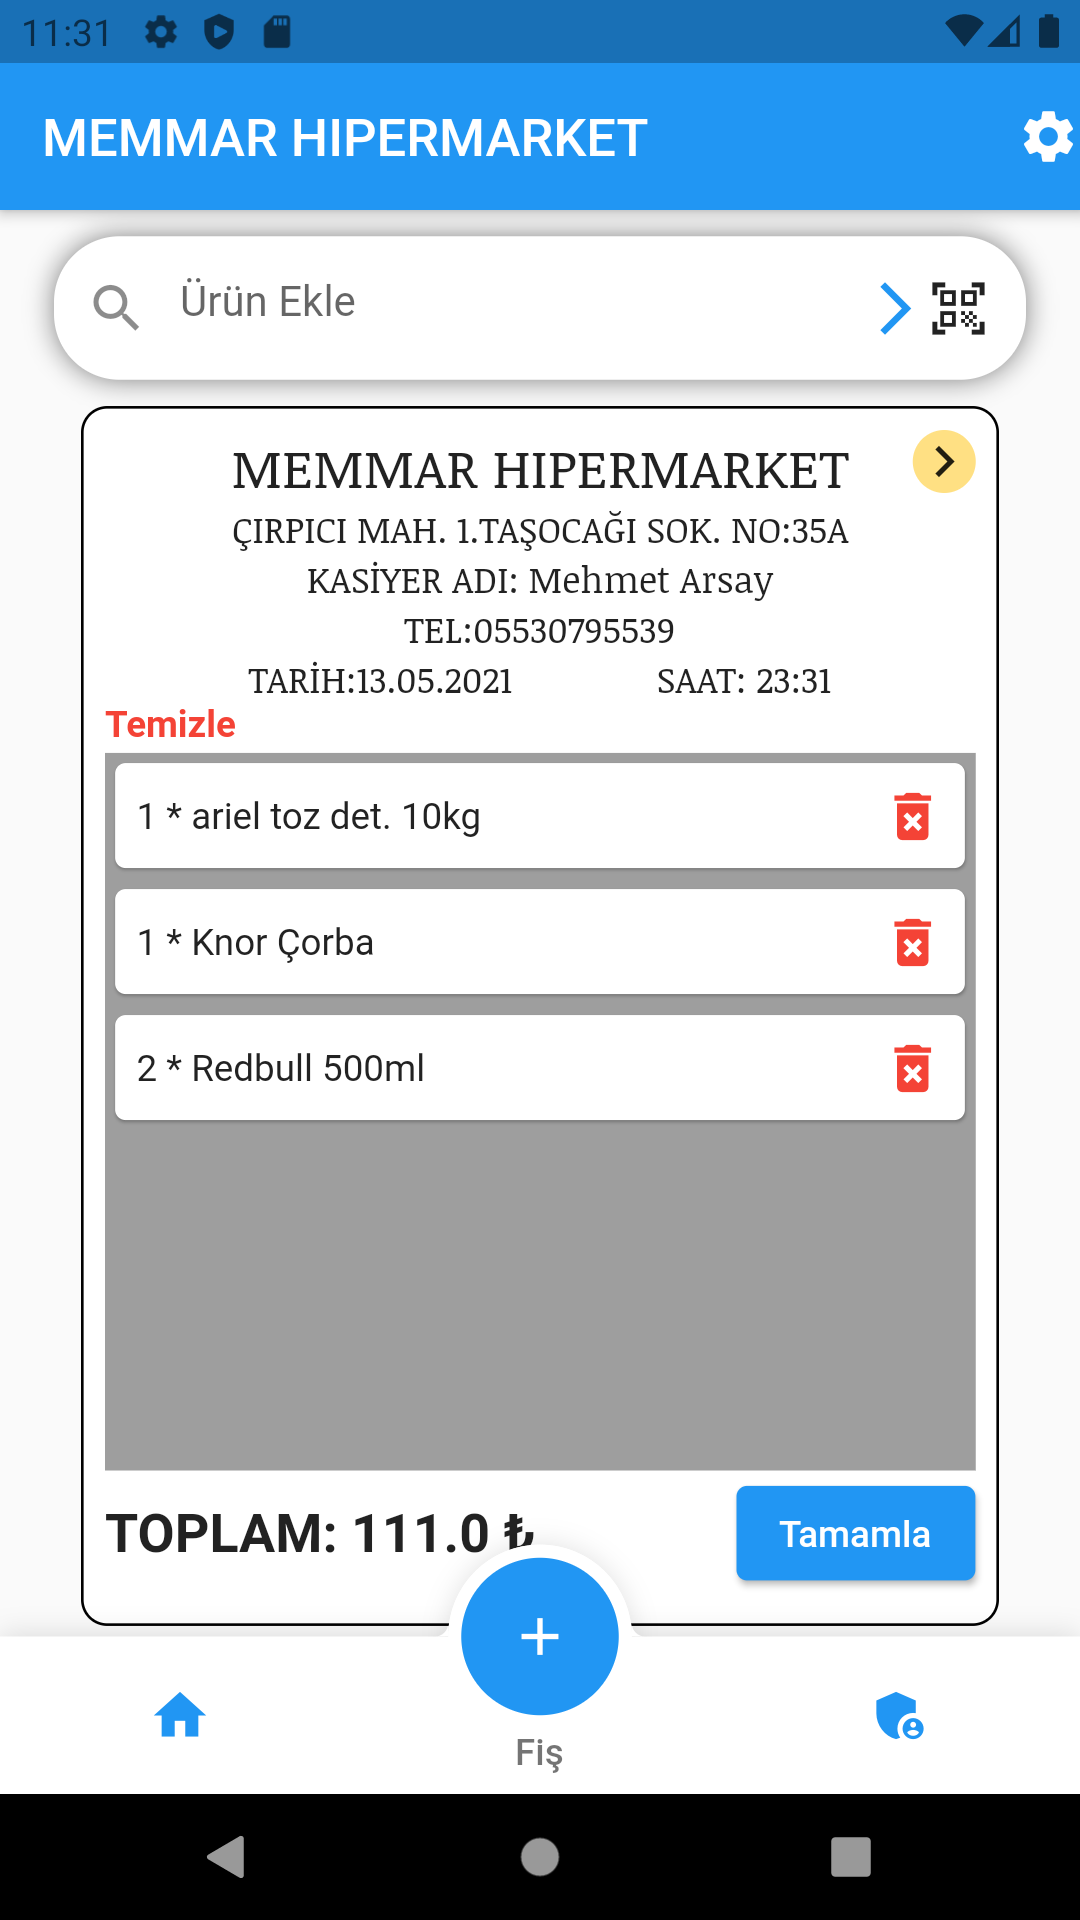 11:31
MEMMAR HIPERMARKET
Ürün Ekle
MEMMAR HIPERMARKET
ÇIRPICI MAH. 1.TAŞOCAĞI SOK. NO:35A
KASİYER ADI: Mehmet Arsay
TEL:05530795539
TARİH:13.05.2021 SAAT: 23:31
Temizle
1 * ariel toz det. 10kg
1 * Knor Çorba
2 * Redbull 500ml
TOPLAM: 111.0 ₺
Tamamla
Fiş